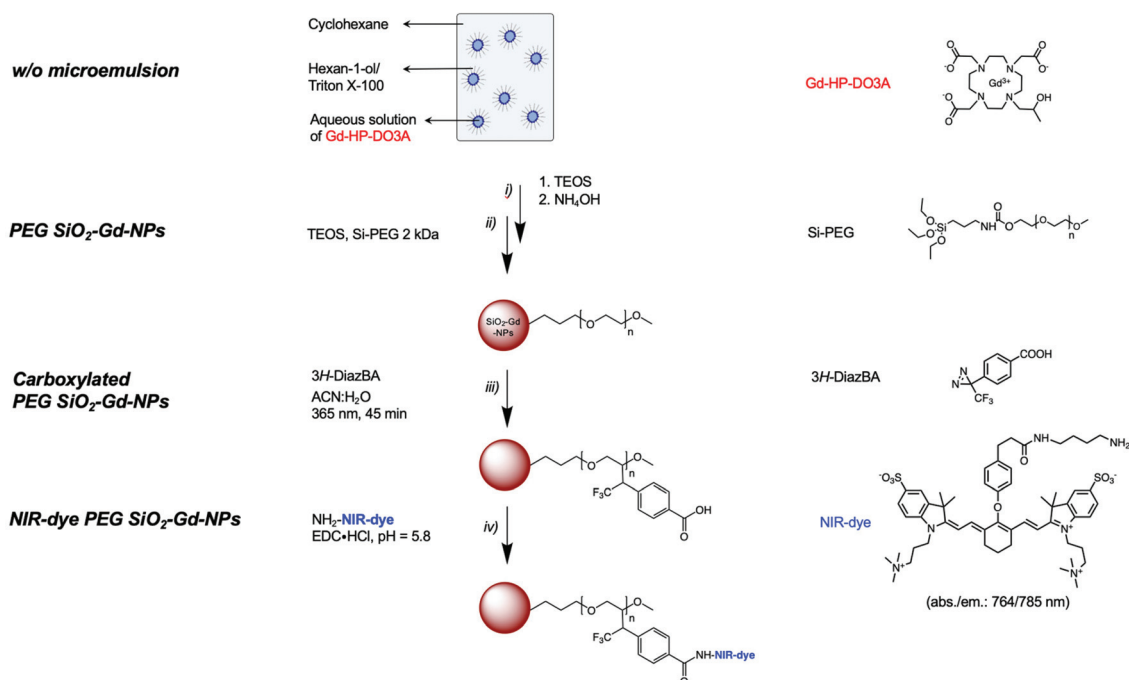 w/o microemulsion
Cyclohexane
Hexan-1-ol/
Triton X-100
Aqueous solution
of Gd-HP-DO3A
Gd-HP-DO3A
O
O⁻
O
O⁻
⁻O
O
N
N
N
N
Gd³⁺
OH
i)
1. TEOS
2. NH₄OH
PEG SiO₂-Gd-NPs
ii)
TEOS, Si-PEG 2 kDa
Si-PEG
O
O
Si
O
NH
O
O
O
O
n
SiO₂-Gd
-NPs
O
n
O
Carboxylated
PEG SiO₂-Gd-NPs
3H-DiazBA
ACN:H₂O
365 nm, 45 min
iii)
3H-DiazBA
N
N
CF₃
COOH
O
n
O
F₃C
O
OH
NIR-dye PEG SiO₂-Gd-NPs
NH₂-NIR-dye
EDC•HCl, pH = 5.8
iv)
NIR-dye
O
NH
NH₂
⁻O₃S
SO₃⁻
O
N
N⁺
N⁺
N⁺
(abs./em.: 764/785 nm)
O
n
O
F₃C
O
NH-NIR-dye